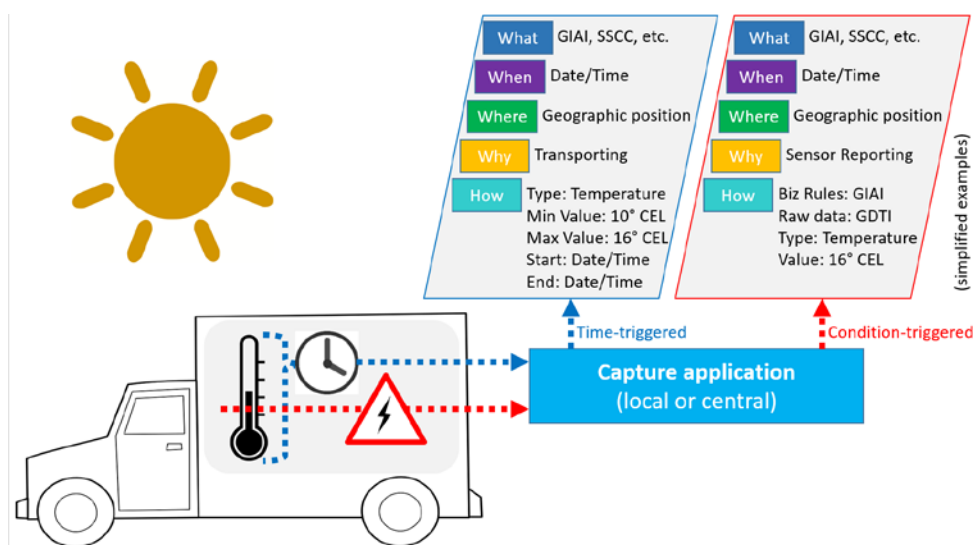 What GIAI, SSCC, etc.
When Date/Time
Where Geographic position
Why Transporting
How Type: Temperature
Min Value: 10° CEL
Max Value: 16° CEL
Start: Date/Time
End: Date/Time
What GIAI, SSCC, etc.
When Date/Time
Where Geographic position
Why Sensor Reporting
How Biz Rules: GIAI
Raw data: GDTI
Type: Temperature
Value: 16° CEL
(simplified examples)
Time-triggered
Condition-triggered
Capture application
(local or central)